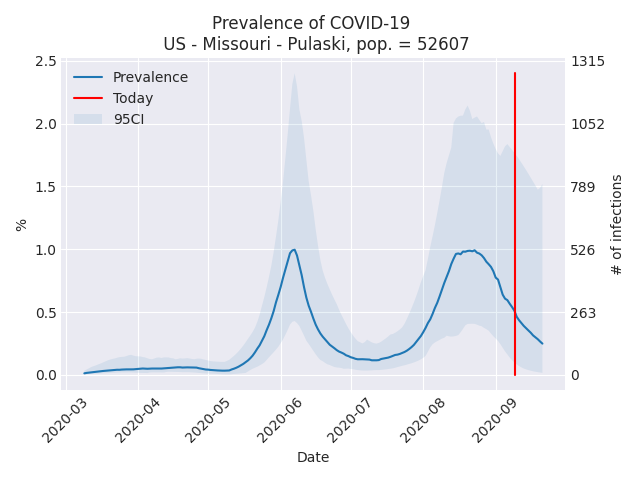 Prevalence of COVID-19
US - Missouri - Pulaski, pop. = 52607
Prevalence
Today
95CI
2.5
2.0
1.5
1.0
0.5
0.0
%
1315
1052
789
526
263
0
# of infections
2020-03
2020-04
2020-05
2020-06
2020-07
2020-08
2020-09
Date